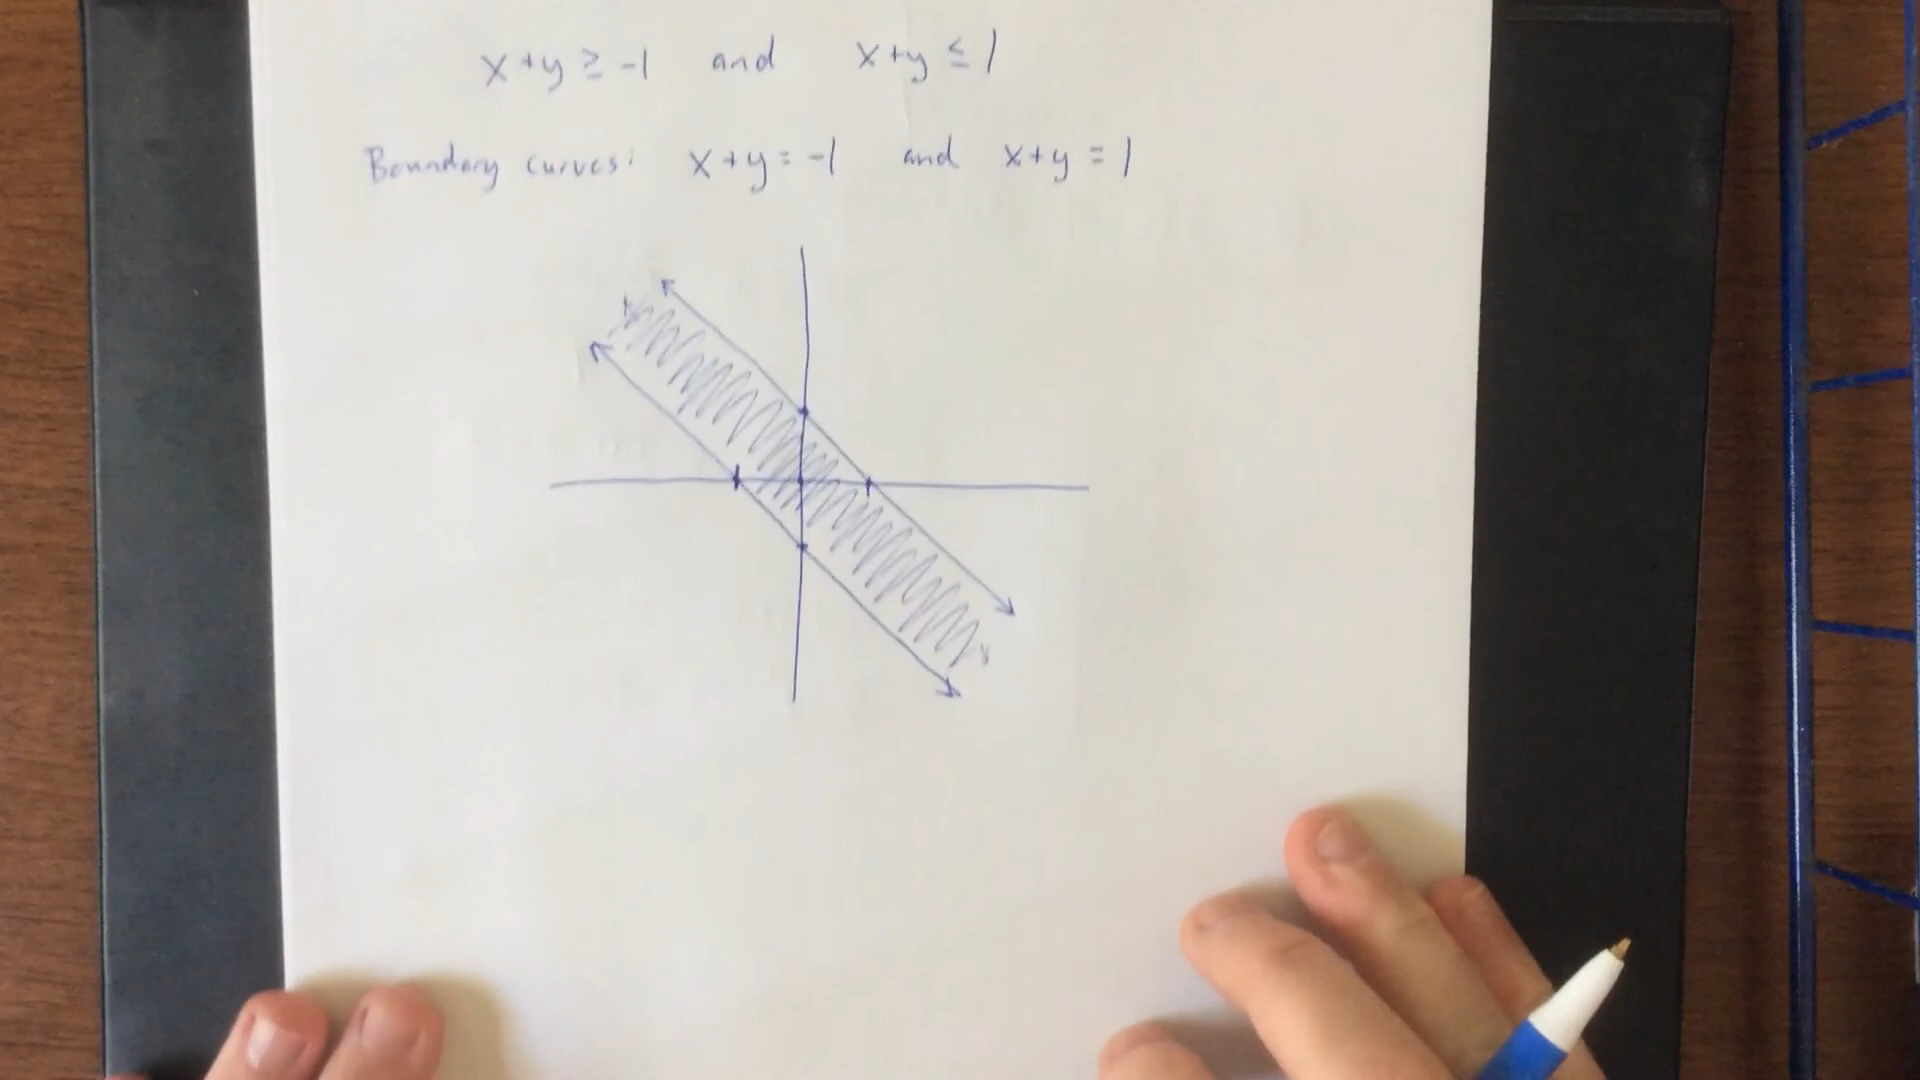 x+y ≥ -1 and x+y ≤ 1
Boundary curves: x+y = -1 and x+y = 1